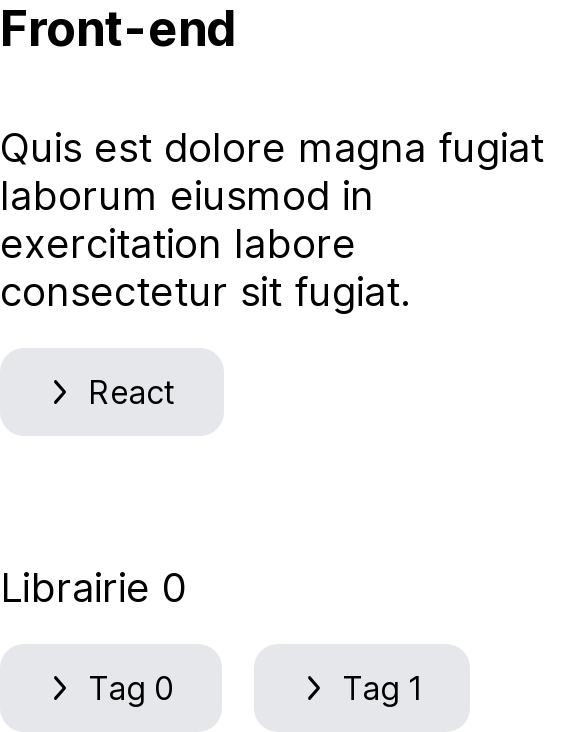 Front-end
Quis est dolore magna fugiat
laborum eiusmod in
exercitation labore
consectetur sit fugiat.
React
Librairie 0
Tag 0
Tag 1